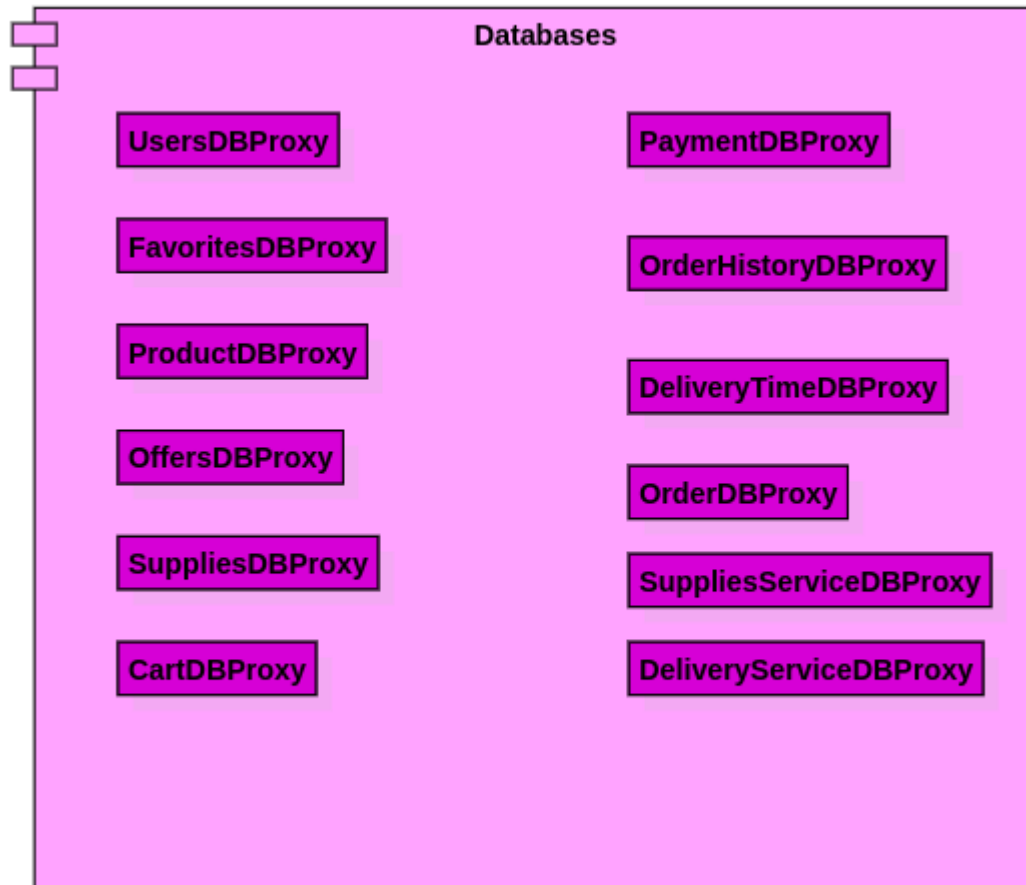 Databases
UsersDBProxy
FavoritesDBProxy
ProductDBProxy
OffersDBProxy
SuppliesDBProxy
CartDBProxy
PaymentDBProxy
OrderHistoryDBProxy
DeliveryTimeDBProxy
OrderDBProxy
SuppliesServiceDBProxy
DeliveryServiceDBProxy